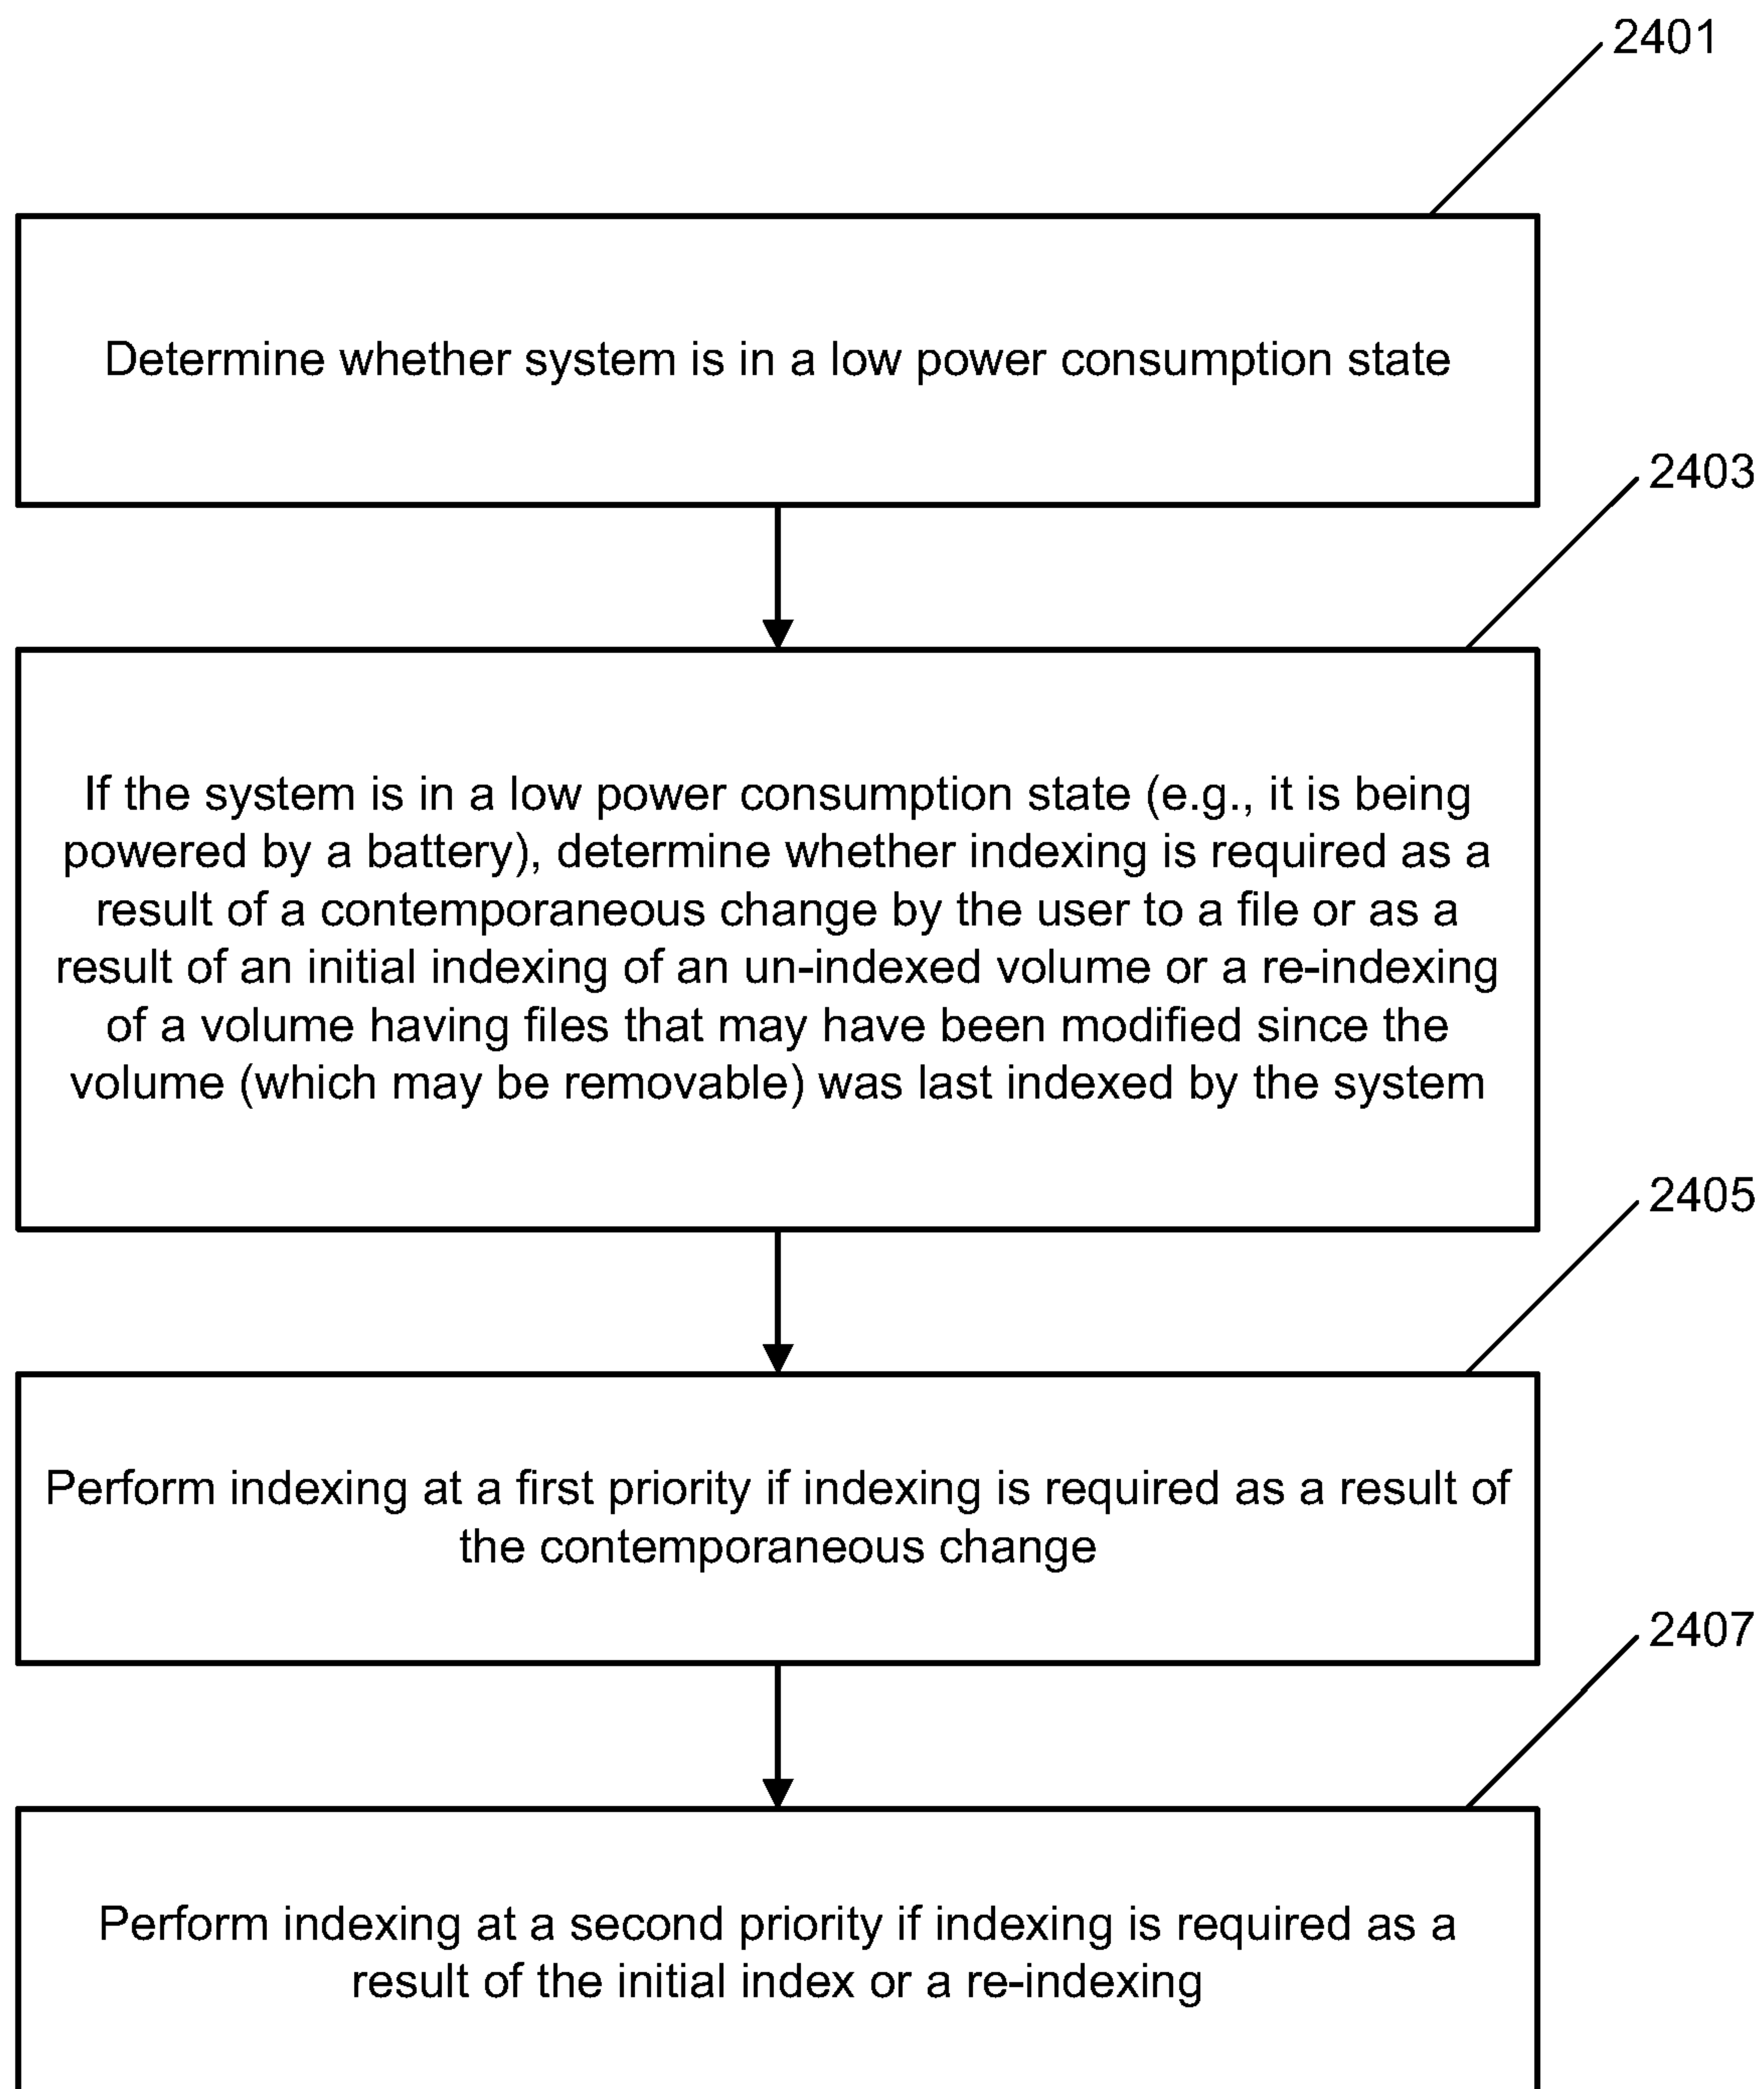 2401
Determine whether system is in a low power consumption state
2403
If the system is in a low power consumption state (e.g., it is being
powered by a battery), determine whether indexing is required as a
result of a contemporaneous change by the user to a file or as a
result of an initial indexing of an un-indexed volume or a re-indexing
of a volume having files that may have been modified since the
volume (which may be removable) was last indexed by the system
2405
Perform indexing at a first priority if indexing is required as a result of
the contemporaneous change
2407
Perform indexing at a second priority if indexing is required as a
result of the initial index or a re-indexing